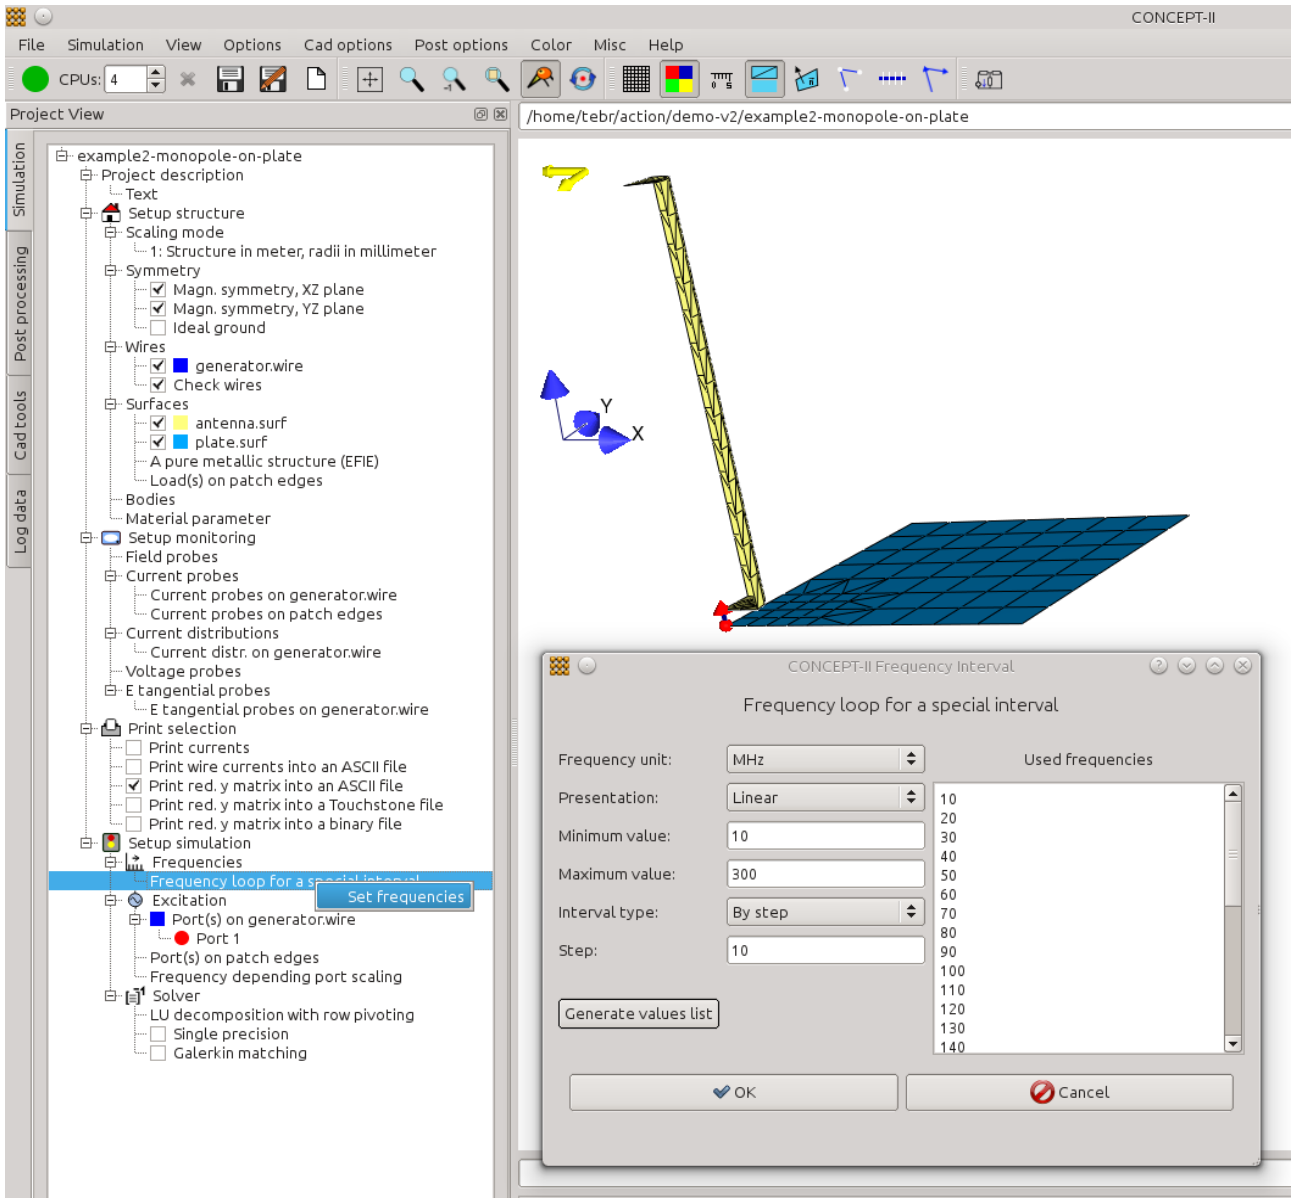 CONCEPT-II
File Simulation View Options Cad options Post options Color Misc Help
CPUs: 4
Project View
/home/tebr/action/demo-v2/example2-monopole-on-plate
Simulation
Post processing
Cad tools
Log data
example2-monopole-on-plate
Project description
Text
Setup structure
Scaling mode
1: Structure in meter, radii in millimeter
Symmetry
Magn. symmetry, XZ plane
Magn. symmetry, YZ plane
Ideal ground
Wires
generator.wire
Check wires
Surfaces
antenna.surf
plate.surf
A pure metallic structure (EFIE)
Load(s) on patch edges
Bodies
Material parameter
Setup monitoring
Field probes
Current probes
Current probes on generator.wire
Current probes on patch edges
Current distributions
Current distr. on generator.wire
Voltage probes
E tangential probes
E tangential probes on generator.wire
Print selection
Print currents
Print wire currents into an ASCII file
Print red. y matrix into an ASCII file
Print red. y matrix into a Touchstone file
Print red. y matrix into a binary file
Setup simulation
Frequencies
Frequency loop for a special interval
Set frequencies
Excitation
Port(s) on generator.wire
Port 1
Port(s) on patch edges
Frequency depending port scaling
Solver
LU decomposition with row pivoting
Single precision
Galerkin matching
Y
X
CONCEPT-II Frequency Interval
Frequency loop for a special interval
Frequency unit: MHz
Presentation: Linear
Minimum value: 10
Maximum value: 300
Interval type: By step
Step: 10
Generate values list
Used frequencies
10
20
30
40
50
60
70
80
90
100
110
120
130
140
OK
Cancel